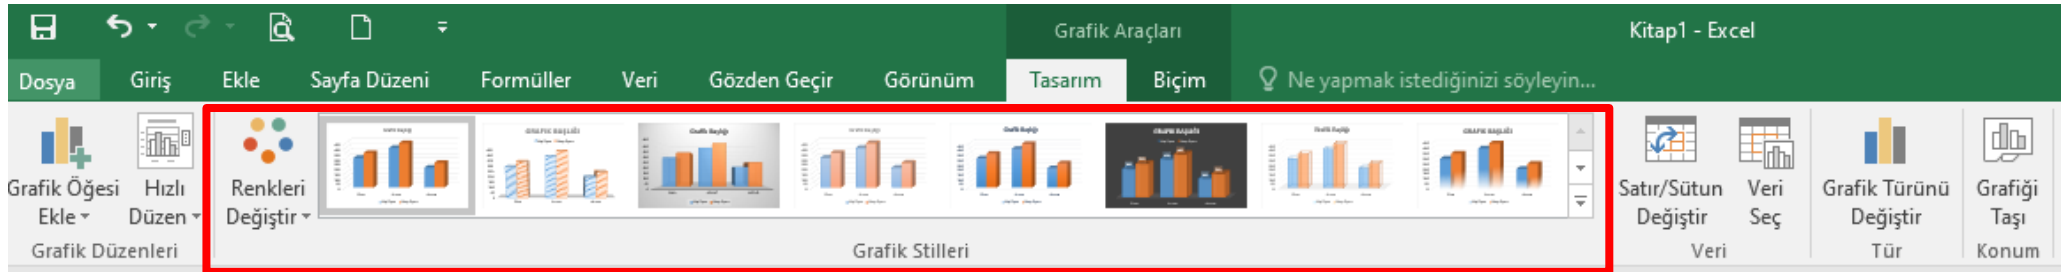 Grafik Araçları
Kitap1 - Excel
Dosya Giriş Ekle Sayfa Düzeni Formüller Veri Gözden Geçir Görünüm Tasarım Biçim Ne yapmak istediğinizi söyleyin...
Grafik Öğesi Ekle
Hızlı Düzen
Renkleri Değiştir
Satır/Sütun Değiştir
Veri Seç
Grafik Türünü Değiştir
Grafiği Taşı
Grafik Düzenleri
Grafik Stilleri
Veri
Tür
Konum